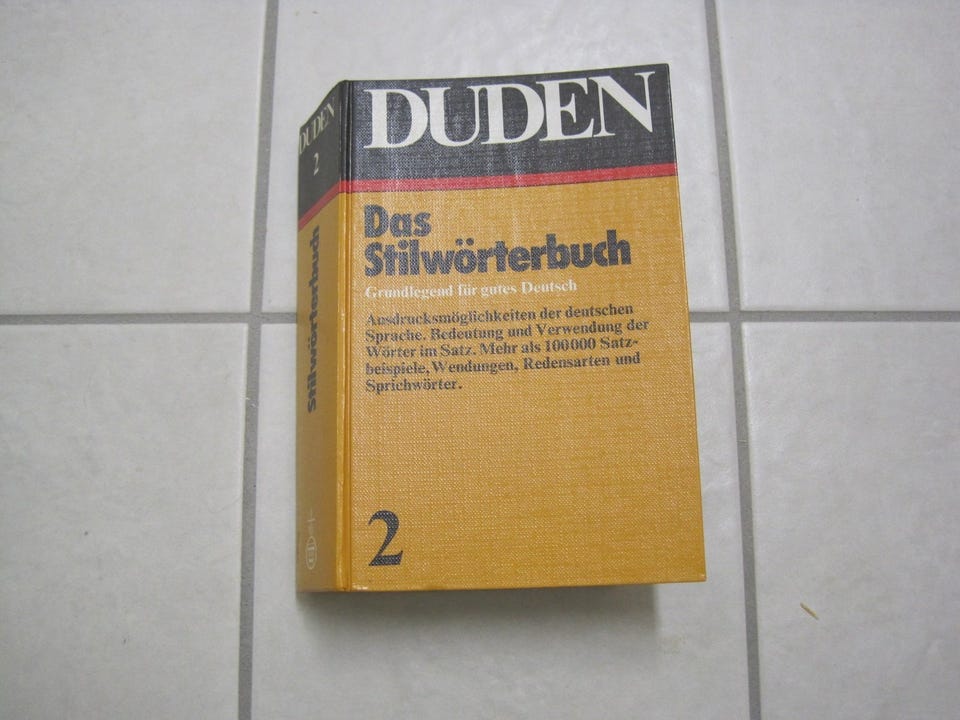 DUDEN
2
Stilwörterbuch
DUDEN
Das
Stilwörterbuch
Grundlegend für gutes Deutsch
Ausdrucksmöglichkeiten der deutschen
Sprache. Bedeutung und Verwendung der
Wörter im Satz. Mehr als 100000 Satz-
beispiele, Wendungen, Redensarten und
Sprichwörter.
2